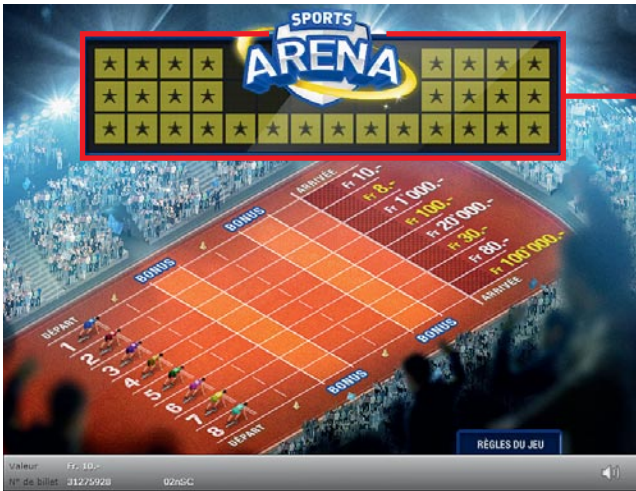 SPORTS
ARENA
ARRIVÉE
Fr 10.-
Fr 8.-
Fr 1'000.-
Fr 100.-
Fr 20'000.-
Fr 30.-
Fr 80.-
Fr 100'000.-
ARRIVÉE
BONUS
BONUS
DÉPART
1
2
3
4
5
6
7
8
DÉPART
BONUS
BONUS
RÈGLES DU JEU
Valeur Fr. 10.-
N° de billet 31275928 02nSC